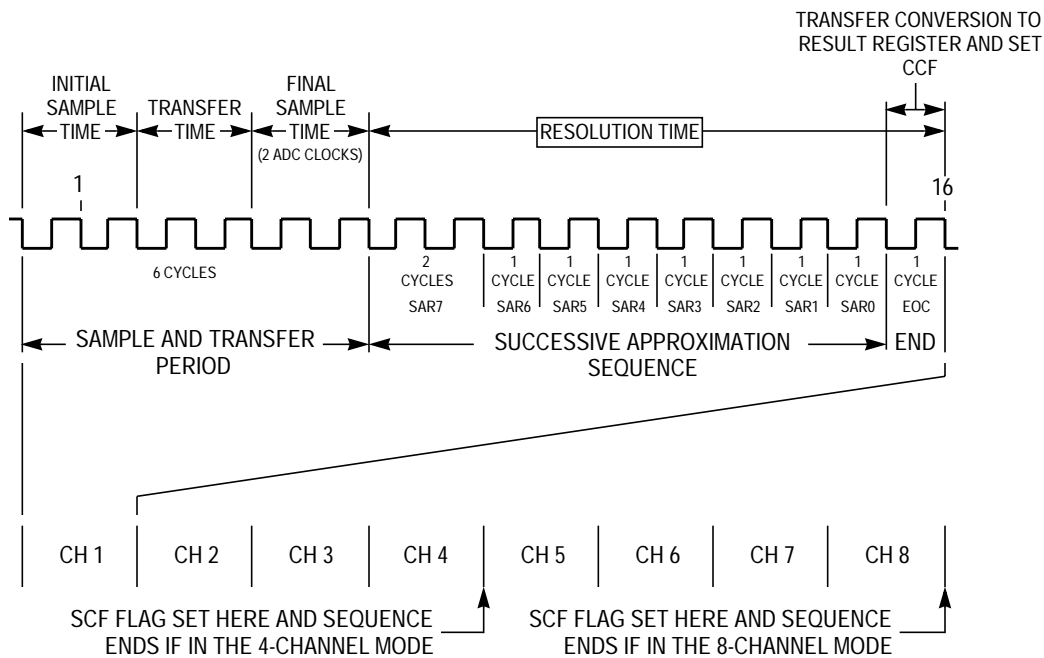 TRANSFER CONVERSION TO
RESULT REGISTER AND SET
CCF
INITIAL
SAMPLE
TIME
TRANSFER
TIME
FINAL
SAMPLE
TIME
(2 ADC CLOCKS)
RESOLUTION TIME
1
16
6 CYCLES
2
CYCLES
SAR7
1
CYCLE
SAR6
1
CYCLE
SAR5
1
CYCLE
SAR4
1
CYCLE
SAR3
1
CYCLE
SAR2
1
CYCLE
SAR1
1
CYCLE
SAR0
1
CYCLE
EOC
SAMPLE AND TRANSFER
PERIOD
SUCCESSIVE APPROXIMATION
SEQUENCE
END
CH 1
CH 2
CH 3
CH 4
CH 5
CH 6
CH 7
CH 8
SCF FLAG SET HERE AND SEQUENCE
ENDS IF IN THE 4-CHANNEL MODE
SCF FLAG SET HERE AND SEQUENCE
ENDS IF IN THE 8-CHANNEL MODE